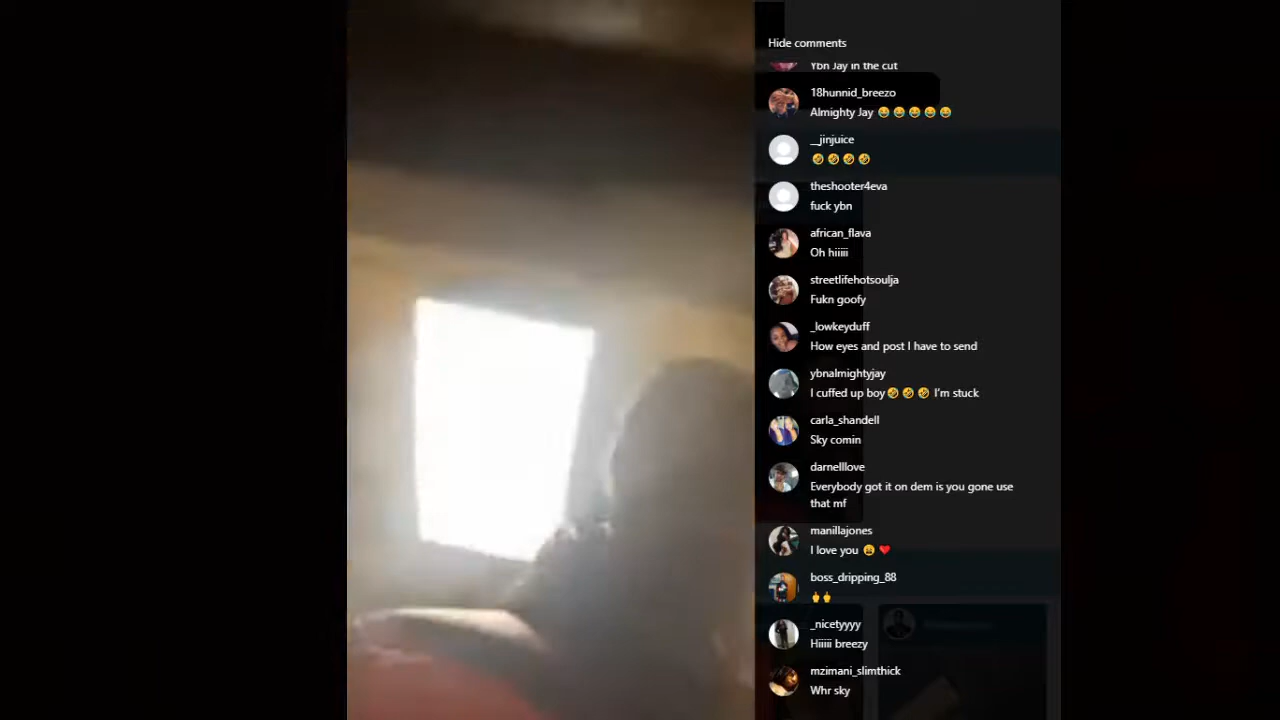 Hide comments
Ybn Jay in the cut
18hunnid_breezo
Almighty Jay 😂😂😂😂😂
__jinjuice
🤣🤣🤣🤣
theshooter4eva
fuck ybn
african_flava
Oh hiiiii
streetlifehotsoulja
Fukn goofy
_lowkeyduff
How eyes and post I have to send
ybnalmightyjay
I cuffed up boy🤣🤣🤣 I'm stuck
carla_shandell
Sky comin
darnelllove
Everybody got it on dem is you gone use
that mf
manillajones
I love you 😩❤️
boss_dripping_88
🖕🖕
_nicetyyyy
Hiiiii breezy
mzimani_slimthick
Whr sky